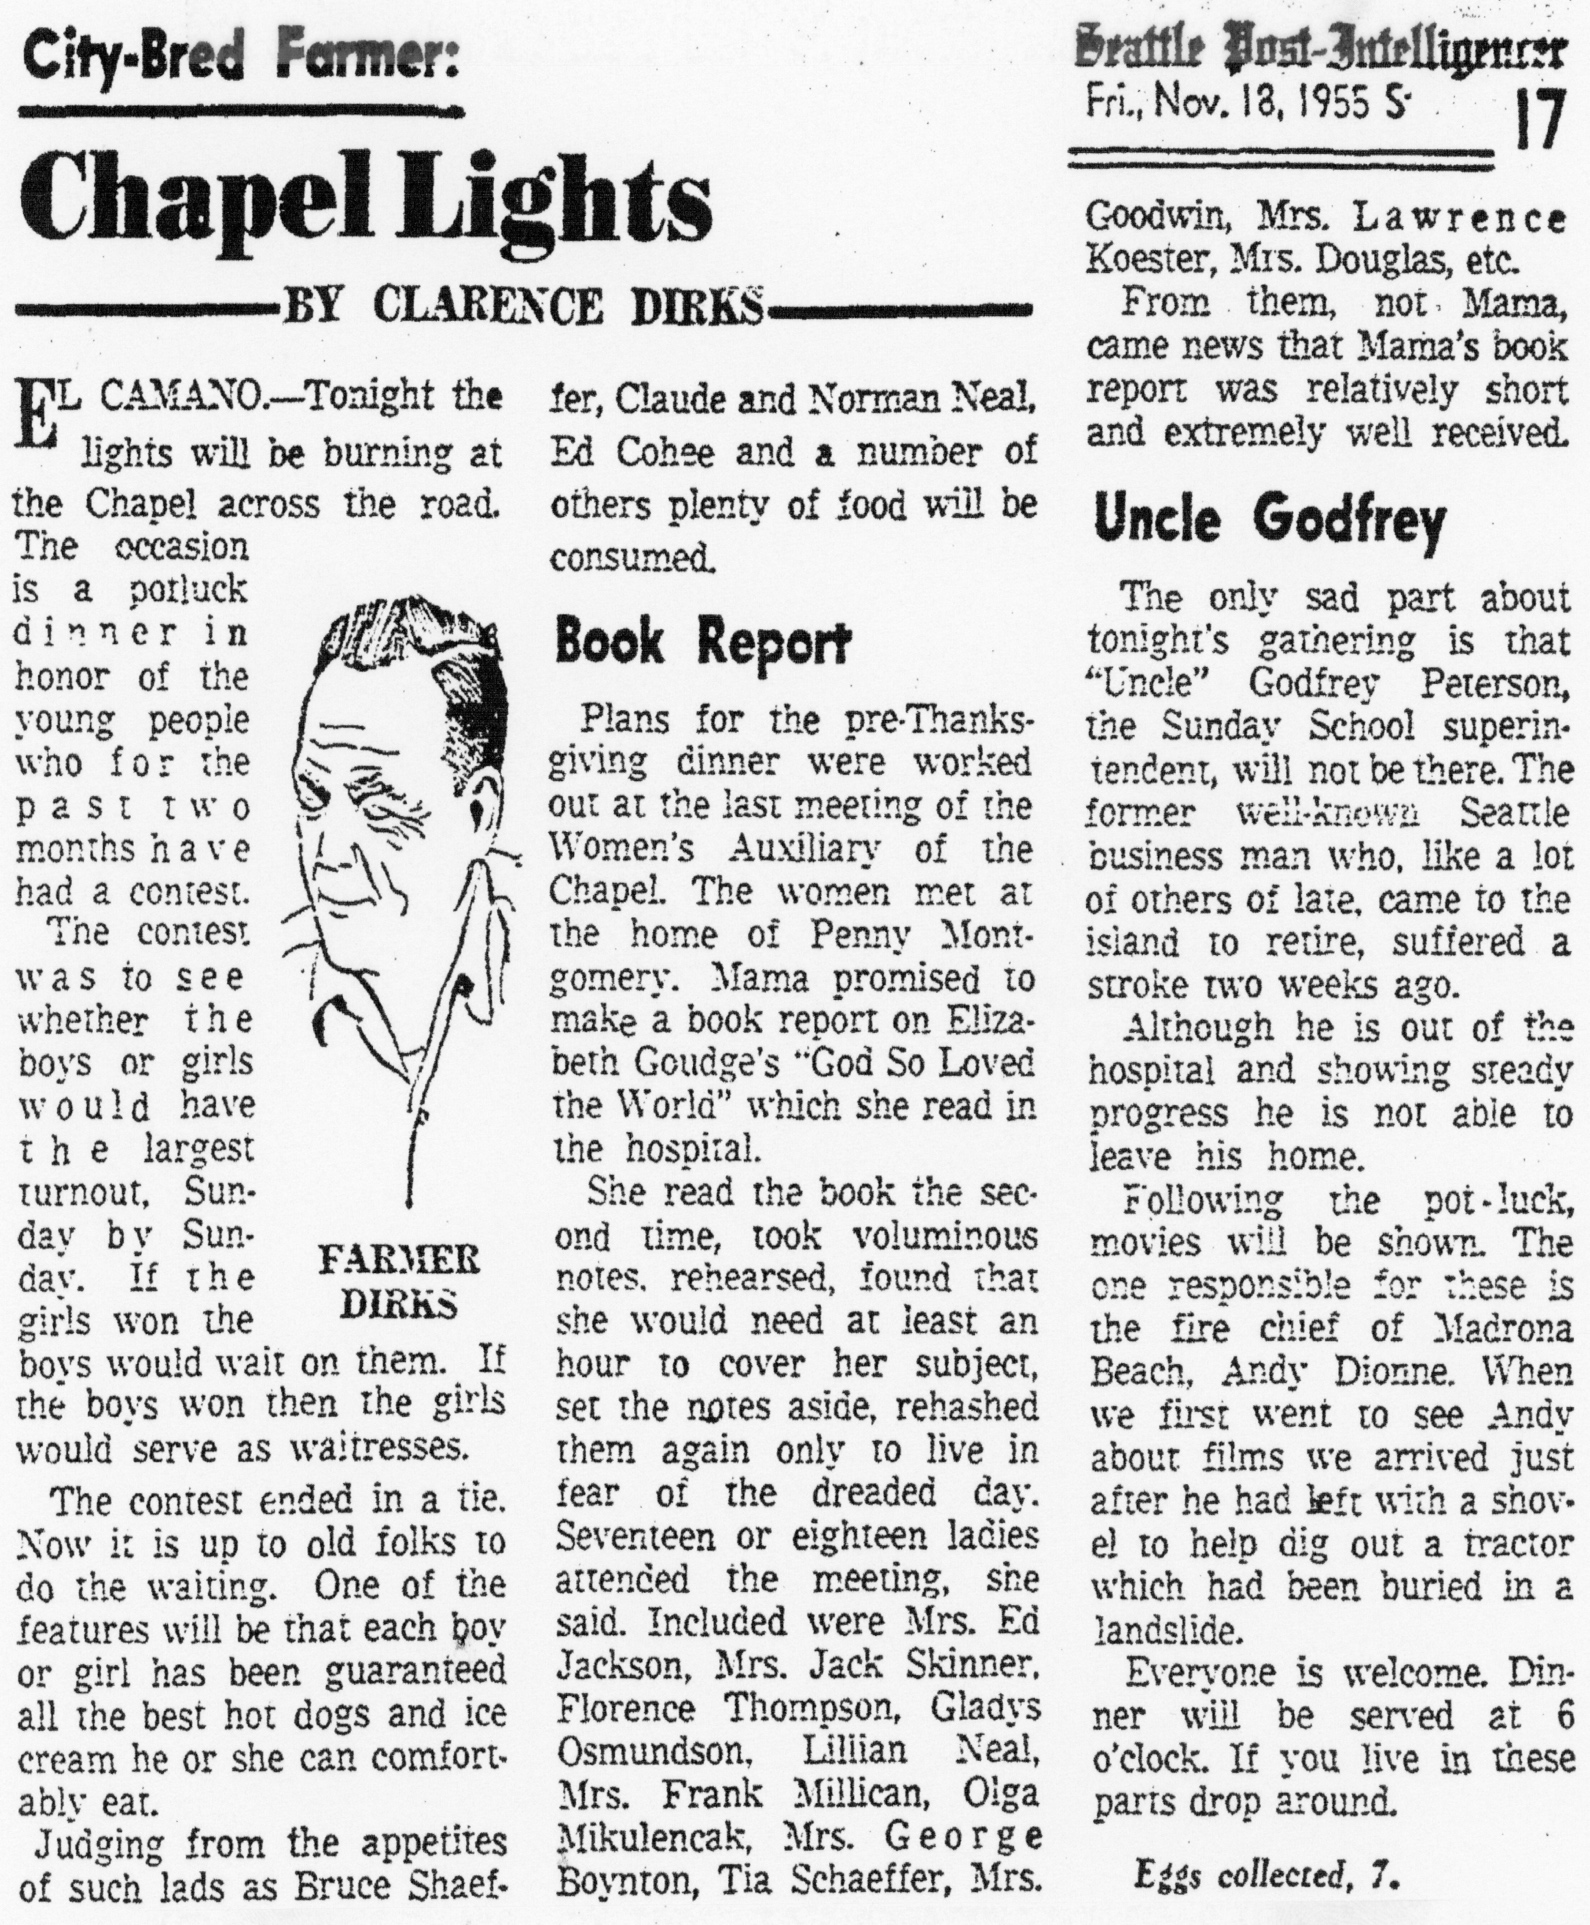 City-Bred Farmer:
Chapel Lights
BY CLARENCE DIRKS
EL CAMANO.—Tonight the
lights will be burning at
the Chapel across the road.
The occasion
is a potluck
dinner in
honor of the
young people
who for the
past two
months have
had a contest.
The contest
was to see
whether the
boys or girls
would have
the largest
turnout, Sun-
day by Sun-
day. If the
girls won the
boys would wait on them. If
the boys won then the girls
would serve as waitresses.
The contest ended in a tie.
Now it is up to old folks to
do the waiting. One of the
features will be that each boy
or girl has been guaranteed
all the best hot dogs and ice
cream he or she can comfort-
ably eat.
Judging from the appetites
of such lads as Bruce Shaef-
FARMER
DIRKS
fer, Claude and Norman Neal,
Ed Cohee and a number of
others plenty of food will be
consumed.
Book Report
Plans for the pre-Thanks-
giving dinner were worked
out at the last meeting of the
Women's Auxiliary of the
Chapel. The women met at
the home of Penny Mont-
gomery. Mama promised to
make a book report on Eliza-
beth Goudge's "God So Loved
the World" which she read in
the hospital.
She read the book the sec-
ond time, took voluminous
notes, rehearsed, found that
she would need at least an
hour to cover her subject,
set the notes aside, rehashed
them again only to live in
fear of the dreaded day.
Seventeen or eighteen ladies
attended the meeting, she
said. Included were Mrs. Ed
Jackson, Mrs. Jack Skinner,
Florence Thompson, Gladys
Osmundson, Lillian Neal,
Mrs. Frank Millican, Olga
Mikulencak, Mrs. George
Boynton, Tia Schaeffer, Mrs.
Seattle Post-Intelligencer
Fri., Nov. 18, 1955 S
17
Goodwin, Mrs. Lawrence
Koester, Mrs. Douglas, etc.
From them, not Mama,
came news that Mama's book
report was relatively short
and extremely well received.
Uncle Godfrey
The only sad part about
tonight's gathering is that
"Uncle" Godfrey Peterson,
the Sunday School superin-
tendent, will not be there. The
former well-known Seattle
business man who, like a lot
of others of late, came to the
island to retire, suffered a
stroke two weeks ago.
Although he is out of the
hospital and showing steady
progress he is not able to
leave his home.
Following the pot-luck,
movies will be shown. The
one responsible for these is
the fire chief of Madrona
Beach, Andy Dionne. When
we first went to see Andy
about films we arrived just
after he had left with a shov-
el to help dig out a tractor
which had been buried in a
landslide.
Everyone is welcome. Din-
ner will be served at 6
o'clock. If you live in these
parts drop around.
Eggs collected, 7.